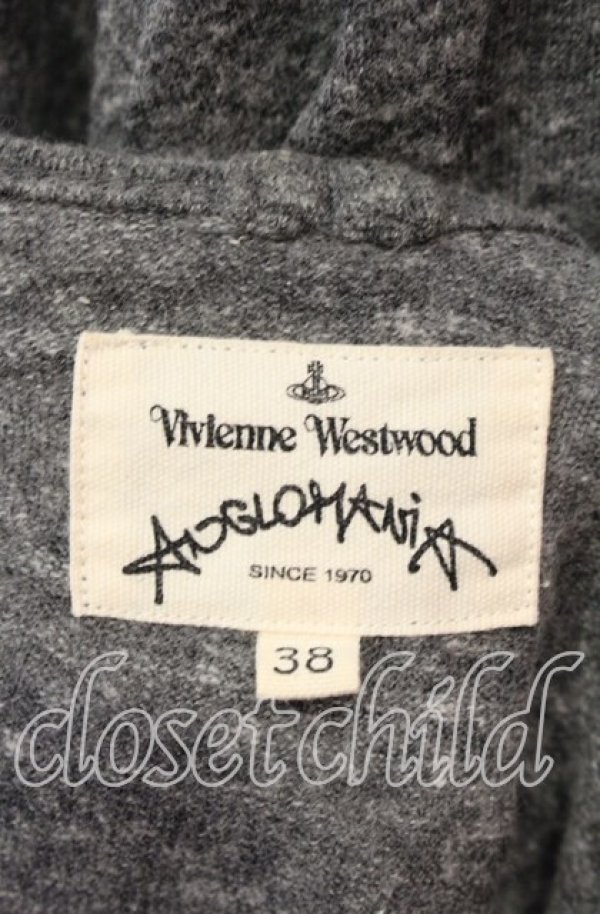 Vivienne Westwood
ANGLOMANiA
SINCE 1970
38
closet child